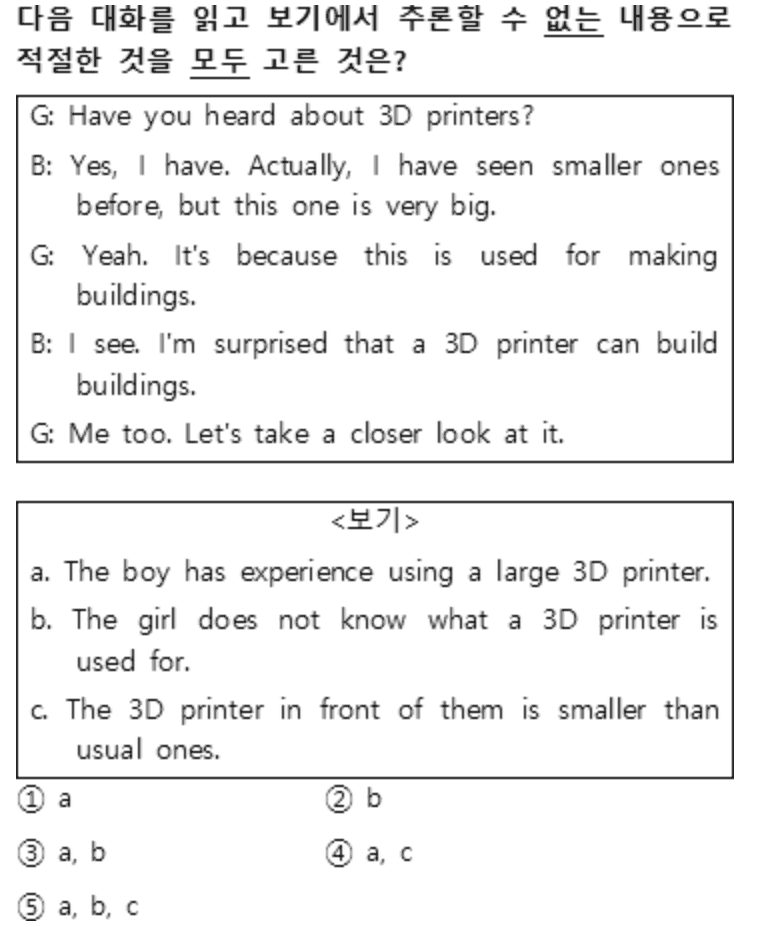 다음 대화를 읽고 보기에서 추론할 수 없는 내용으로
적절한 것을 모두 고른 것은?
G: Have you heard about 3D printers?
B: Yes, I have. Actually, I have seen smaller ones
before, but this one is very big.
G: Yeah. It's because this is used for making
buildings.
B: I see. I'm surprised that a 3D printer can build
buildings.
G: Me too. Let's take a closer look at it.
<보기>
a. The boy has experience using a large 3D printer.
b. The girl does not know what a 3D printer is
used for.
c. The 3D printer in front of them is smaller than
usual ones.
① a ② b
③ a, b ④ a, c
⑤ a, b, c